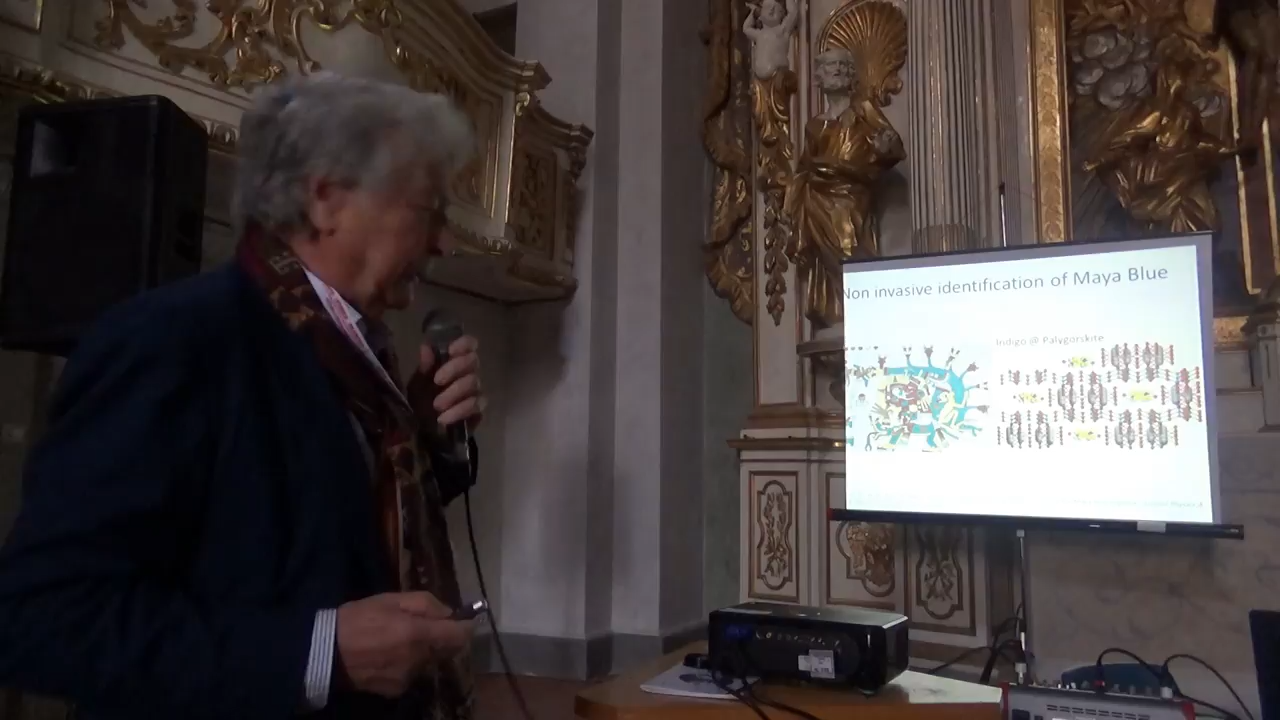 Non invasive identification of Maya Blue
Indigo @ Palygorskite